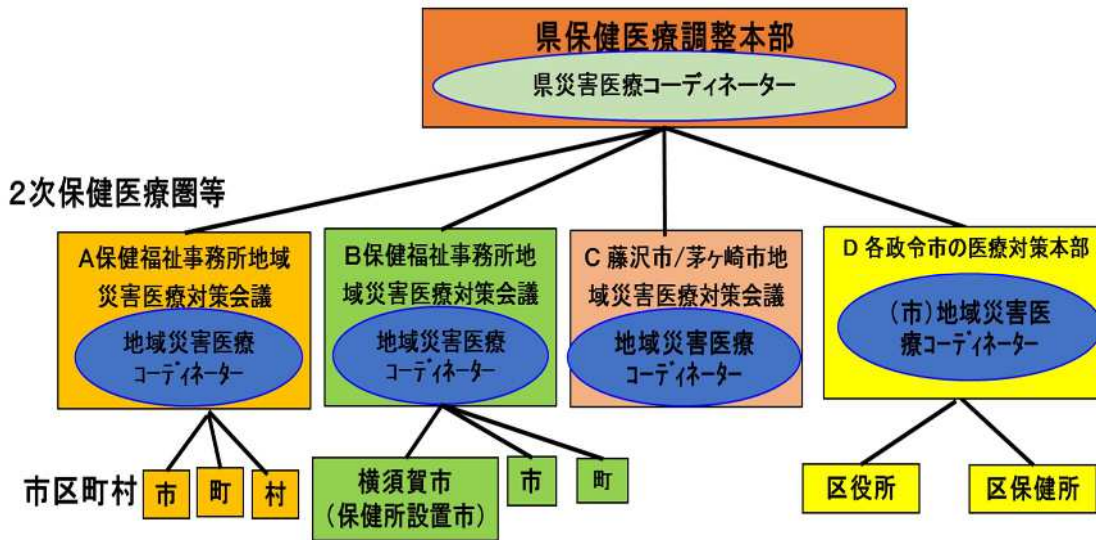 県保健医療調整本部
県災害医療コーディネーター
2次保健医療圏等
A保健福祉事務所地域
災害医療対策会議
地域災害医療
コーディネーター
B保健福祉事務所地
域災害医療対策会議
地域災害医療
コーディネーター
C 藤沢市/茅ヶ崎市地
域災害医療対策会議
地域災害医療
コーディネーター
D 各政令市の医療対策本部
(市)地域災害医
療コーディネーター
市区町村
市
町
村
横須賀市
(保健所設置市)
市
町
区役所
区保健所